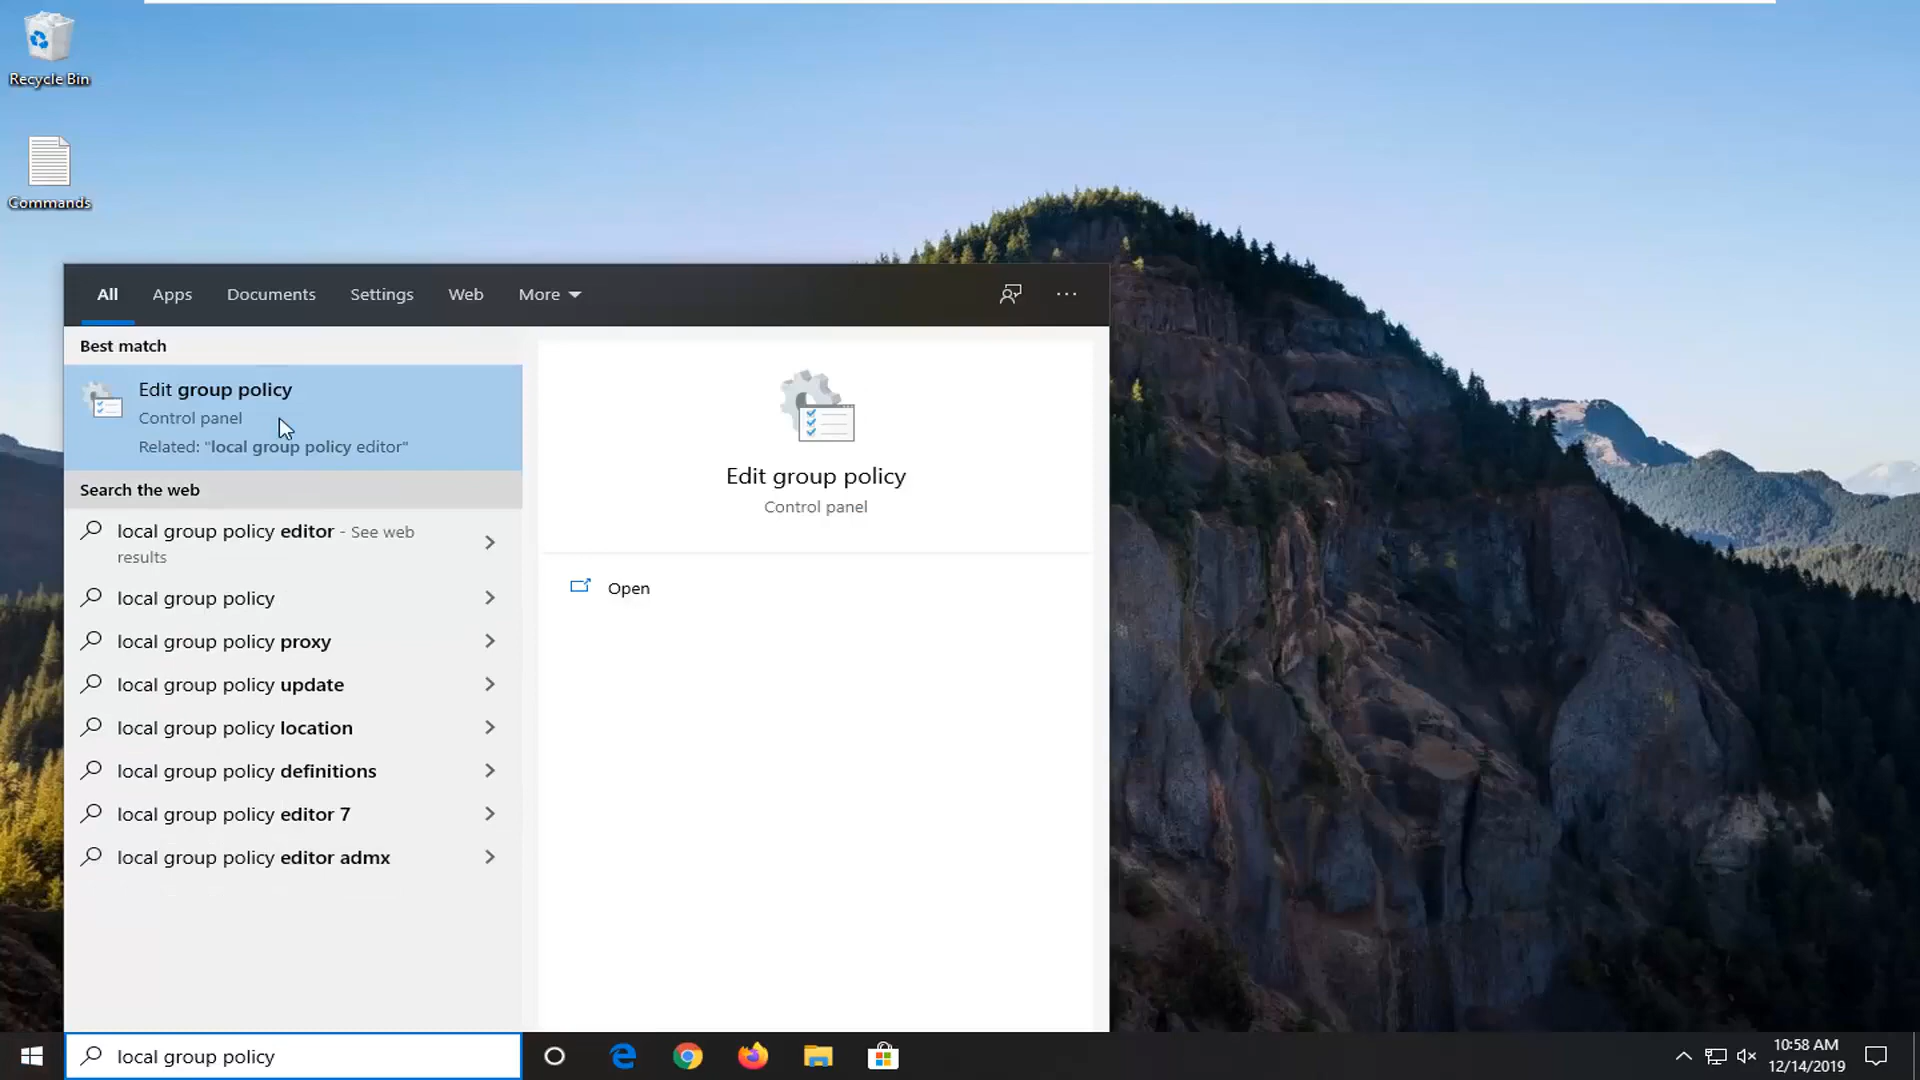 Recycle Bin
Commands
All Apps Documents Settings Web More
Best match
Edit group policy
Control panel
Related: "local group policy editor"
Search the web
local group policy editor - See web
results
local group policy
local group policy proxy
local group policy update
local group policy location
local group policy definitions
local group policy editor 7
local group policy editor admx
Edit group policy
Control panel
Open
local group policy
10:58 AM
12/14/2019